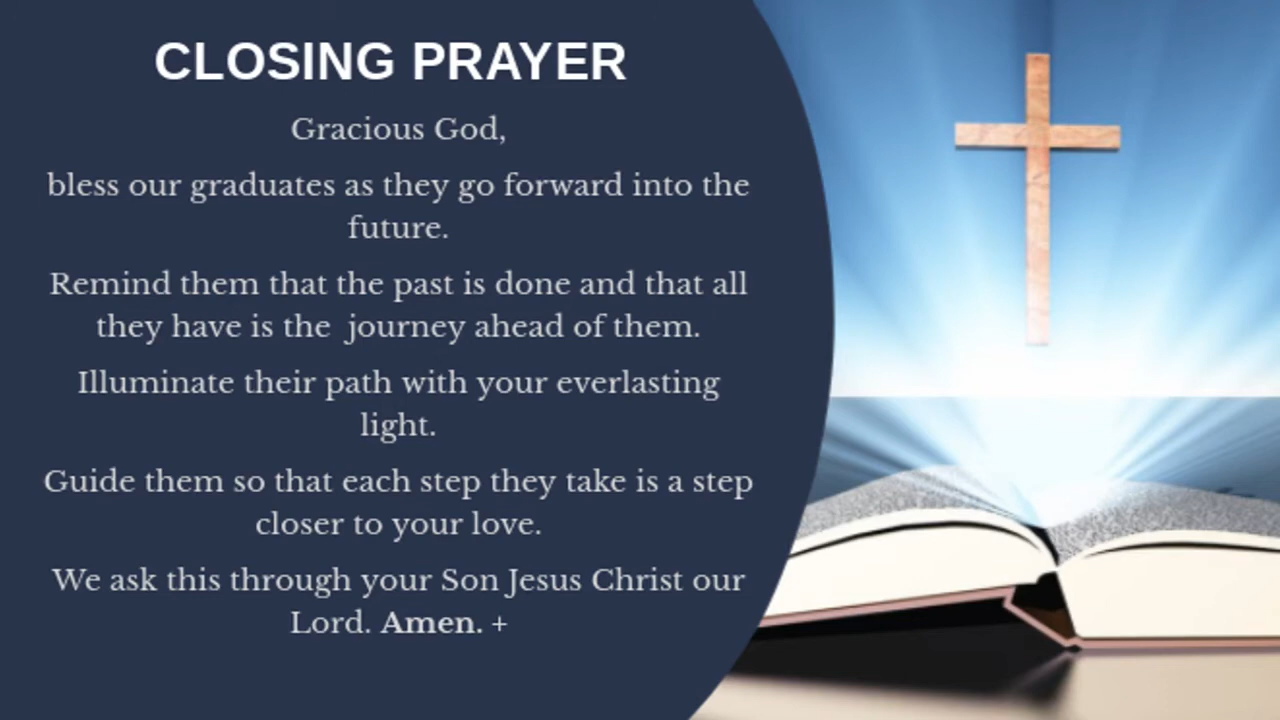 CLOSING PRAYER
Gracious God,
bless our graduates as they go forward into the
future.
Remind them that the past is done and that all
they have is the  journey ahead of them.
Illuminate their path with your everlasting
light.
Guide them so that each step they take is a step
closer to your love.
We ask this through your Son Jesus Christ our
Lord. Amen. +